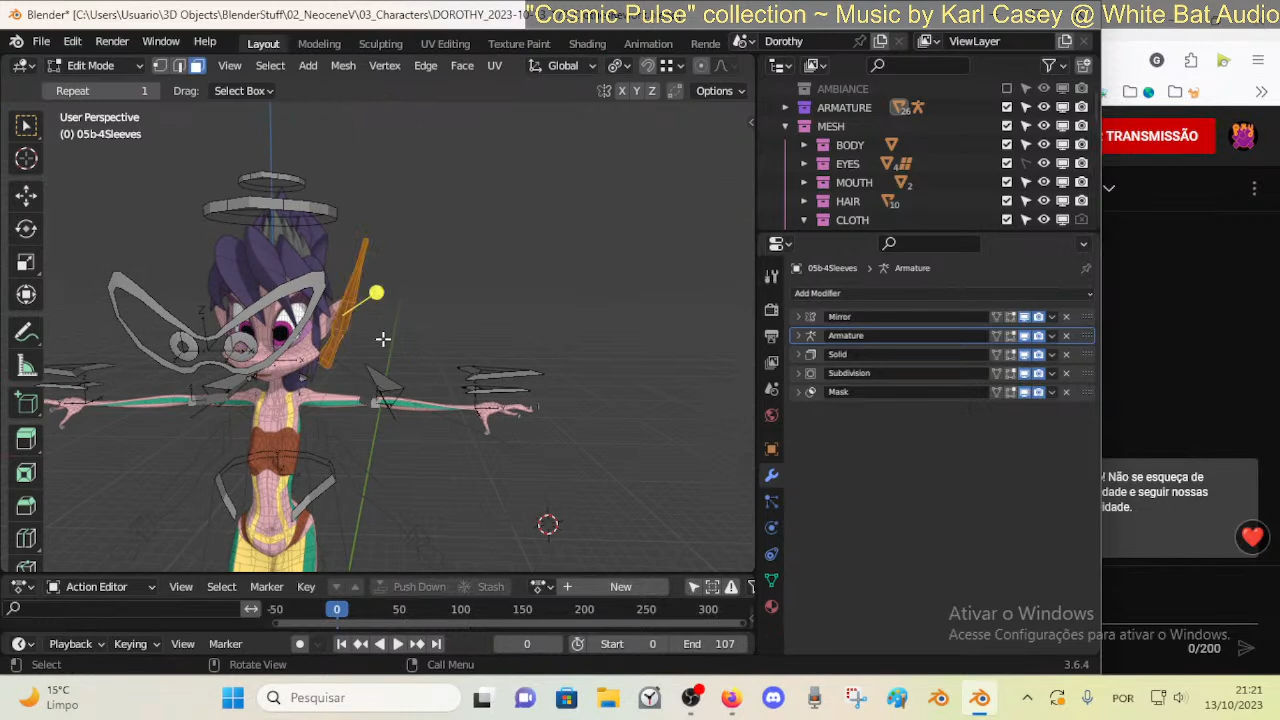 Blender* [C:\Users\Usuario\3D Objects\BlenderStuff\02_NeoceneV\03_Characters\DOROTHY_2023-10-
"Cosmic Pulse" collection ~ Music by Karl Casey @ White Bat Audio
File Edit Render Window Help
Layout Modeling Sculpting UV Editing Texture Paint Shading Animation Rende
Dorothy
ViewLayer
Edit Mode
View Select Add Mesh Vertex Edge Face UV
Global
Repeat 1
Drag: Select Box
X Y Z
Options
User Perspective
(0) 05b4Sleeves
Z
AMBIANCE
ARMATURE 26
MESH
BODY
EYES 4
MOUTH 2
HAIR 10
CLOTH
05b4Sleeves > Armature
Add Modifier
Mirror
Armature
Solid
Subdivision
Mask
TRANSMISSÃO
! Não se esqueça de
dade e seguir nossas
idade.
0/200
Action Editor
View Select Marker Key
Push Down
Stash
New
-50 0 50 100 150 200 250 300
Playback Keying View Marker
0
Start 0
End 107
Select
Rotate View
Call Menu
3.6.4
Ativar o Windows
Acesse Configurações para ativar o Windows.
15°C
Limpo
Pesquisar
POR
21:21
13/10/2023